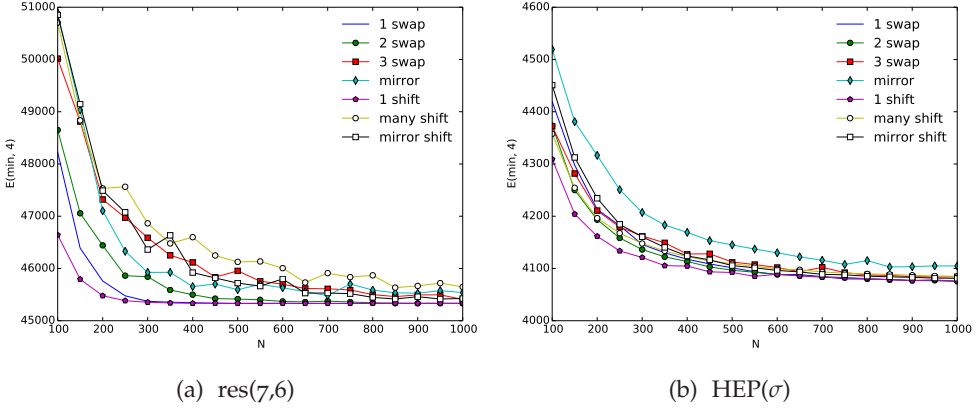 51000
50000
49000
48000
47000
46000
45000
E(min, 4)
100 200 300 400 500 600 700 800 900 1000
N
1 swap
2 swap
3 swap
mirror
1 shift
many shift
mirror shift
(a) res(7,6)
4600
4500
4400
4300
4200
4100
4000
E(min, 4)
100 200 300 400 500 600 700 800 900 1000
N
1 swap
2 swap
3 swap
mirror
1 shift
many shift
mirror shift
(b) HEP(σ)